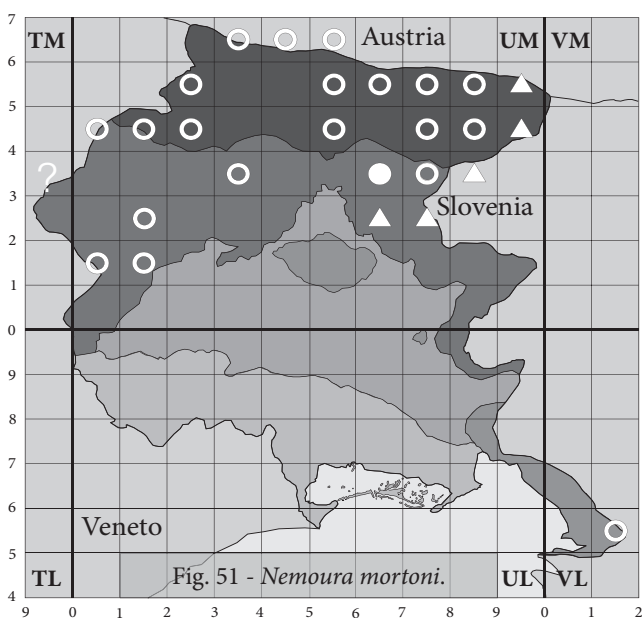 7
TM
Austria
UM
VM
6
5
4
?
3
Slovenia
2
1
0
9
8
7
6
Veneto
5
TL
Fig. 51 - Nemoura mortoni.
UL
VL
4
9 0 1 2 3 4 5 6 7 8 9 0 1 2